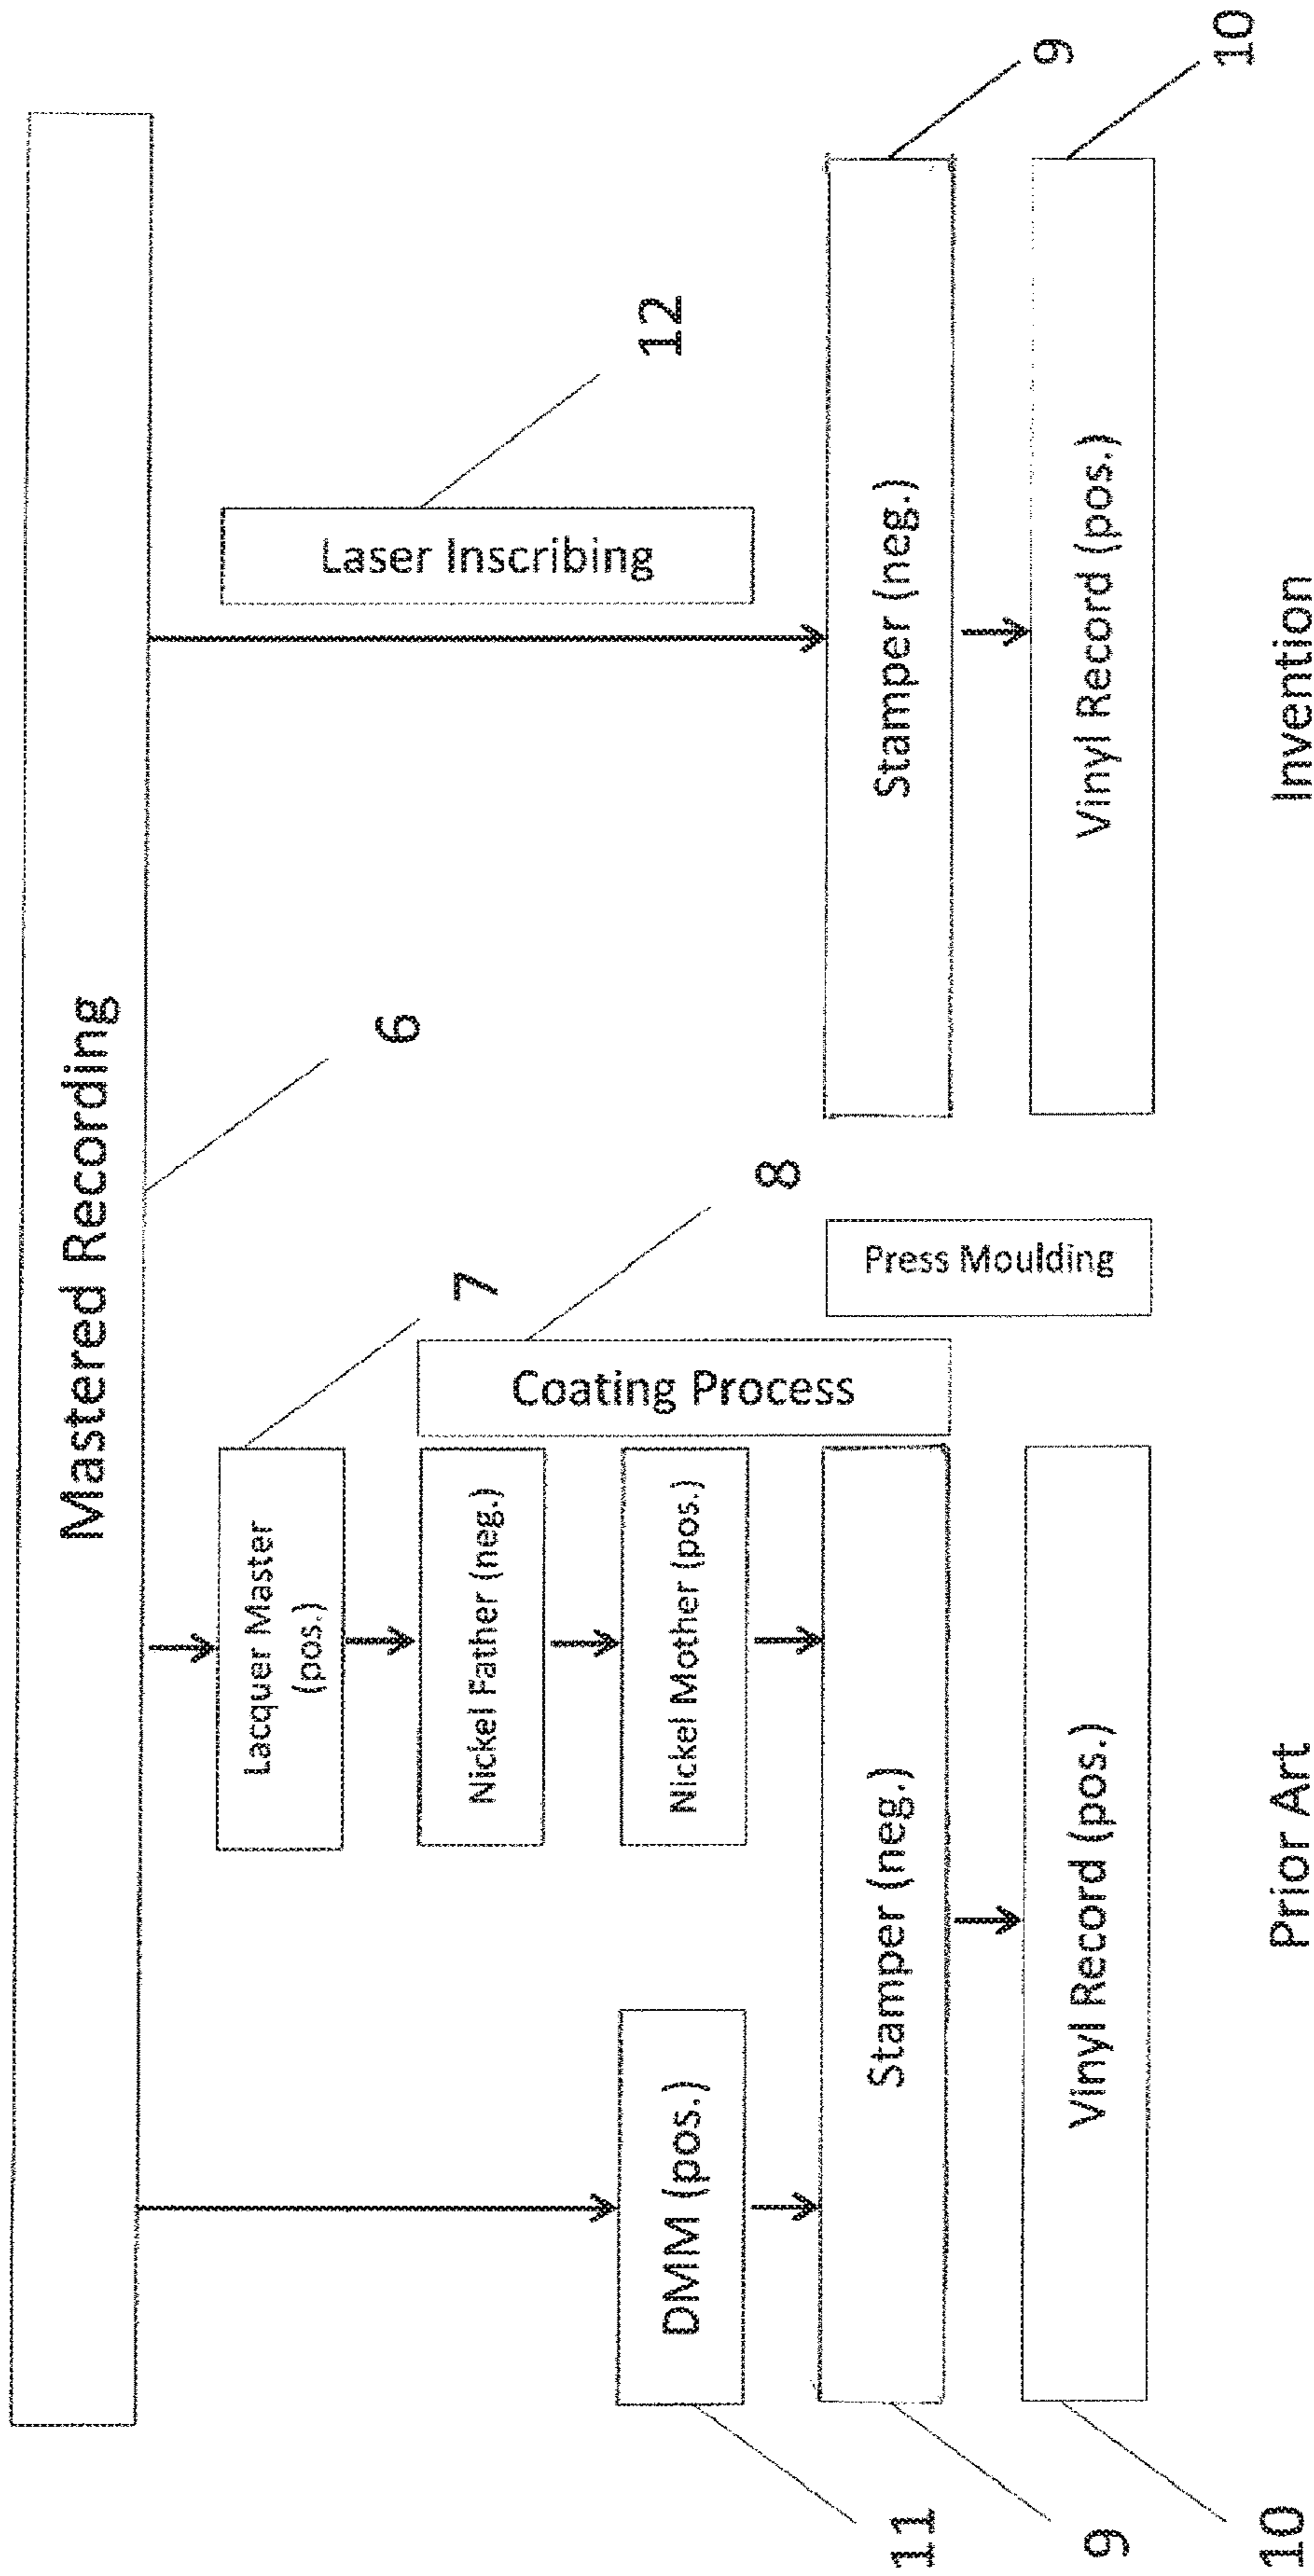 Mastered Recording
6
Lacquer Master
(pos.)
7
Laser Inscribing
12
Nickel Father (neg.)
Coating Process
8
DMM (pos.)
11
Nickel Mother (pos.)
Stamper (neg.)
9
Press Moulding
Stamper (neg.)
9
Vinyl Record (pos.)
10
Vinyl Record (pos.)
10
Prior Art
Invention